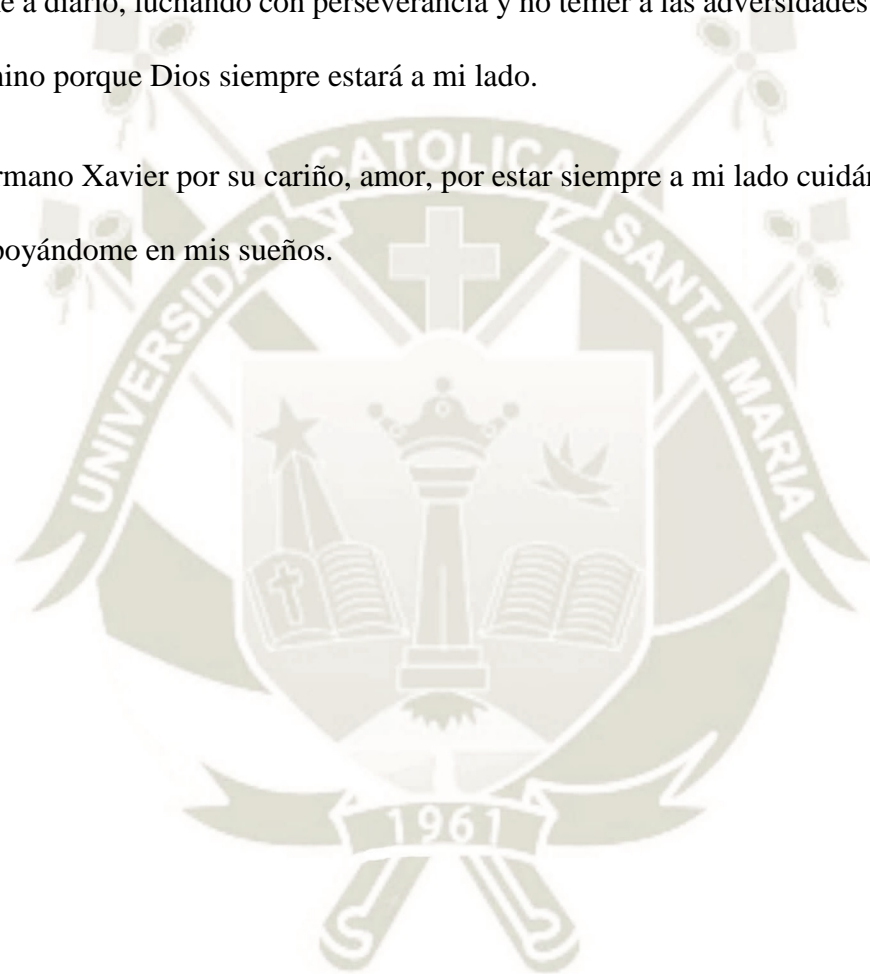 e a diario, luchando con perseverancia y no temer a las adversidades
ino porque Dios siempre estará a mi lado.
rmano Xavier por su cariño, amor, por estar siempre a mi lado cuidán
poyándome en mis sueños.
UNIVERSIDAD CATOLICA SANTA MARIA
1961